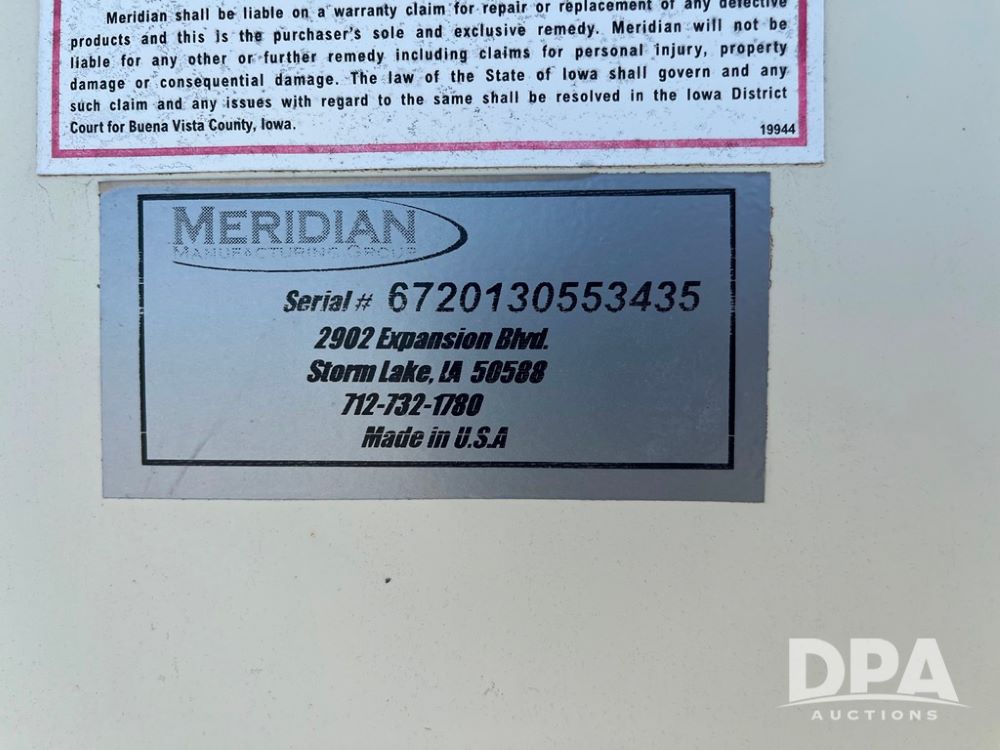 Meridian shall be liable on a warranty claim for repair or replacement of any defective
products and this is the purchaser's sole and exclusive remedy. Meridian will not be
liable for any other or further remedy including claims for personal injury, property
damage or consequential damage. The law of the State of Iowa shall govern and any
such claim and any issues with regard to the same shall be resolved in the Iowa District
Court for Buena Vista County, Iowa.
19944
MERIDIAN
MANUFACTURING GROUP
Serial # 6720130553435
2902 Expansion Blvd.
Storm Lake, IA 50588
712-732-1780
Made in U.S.A
DPA
AUCTIONS